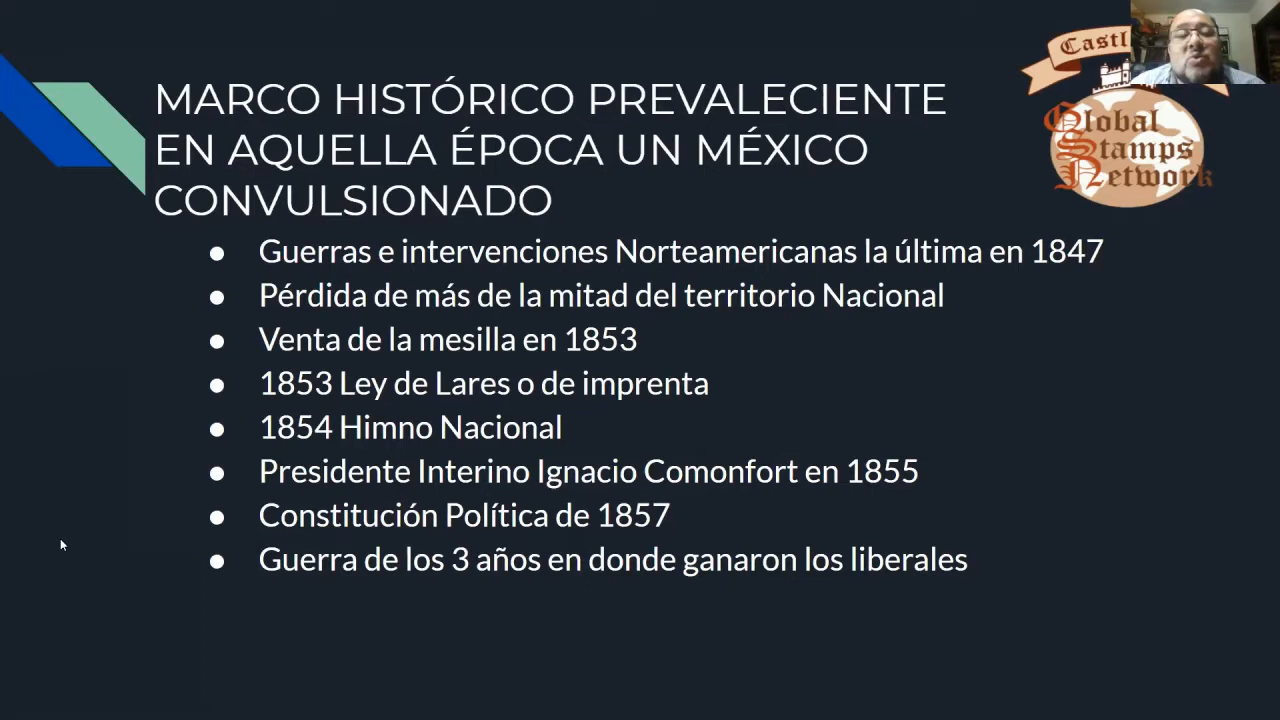 MARCO HISTÓRICO PREVALECIENTE
EN AQUELLA ÉPOCA UN MÉXICO
CONVULSIONADO
● Guerras e intervenciones Norteamericanas la última en 1847
● Pérdida de más de la mitad del territorio Nacional
● Venta de la mesilla en 1853
● 1853 Ley de Lares o de imprenta
● 1854 Himno Nacional
● Presidente Interino Ignacio Comonfort en 1855
● Constitución Política de 1857
● Guerra de los 3 años en donde ganaron los liberales
Global
Stamps
Network